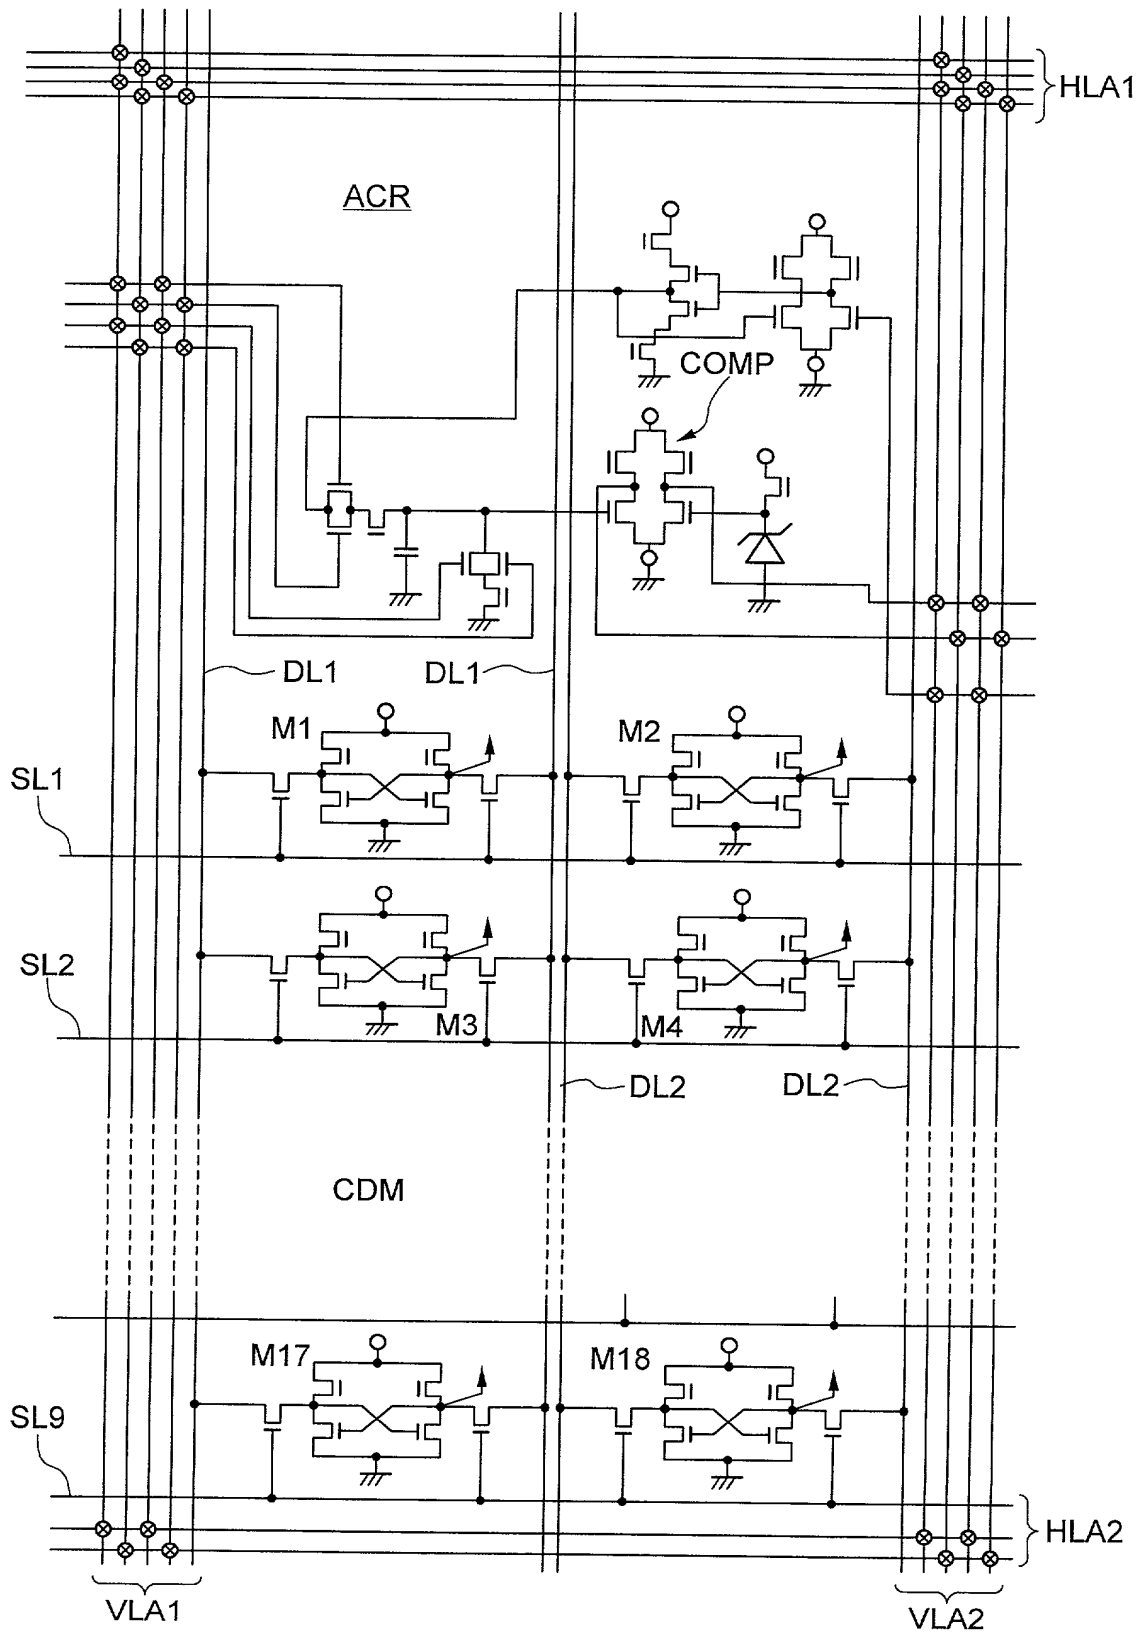 HLA1
ACR
COMP
DL1
DL1
M1
M2
SL1
SL2
M3
M4
DL2
DL2
CDM
M17
M18
SL9
HLA2
VLA1
VLA2